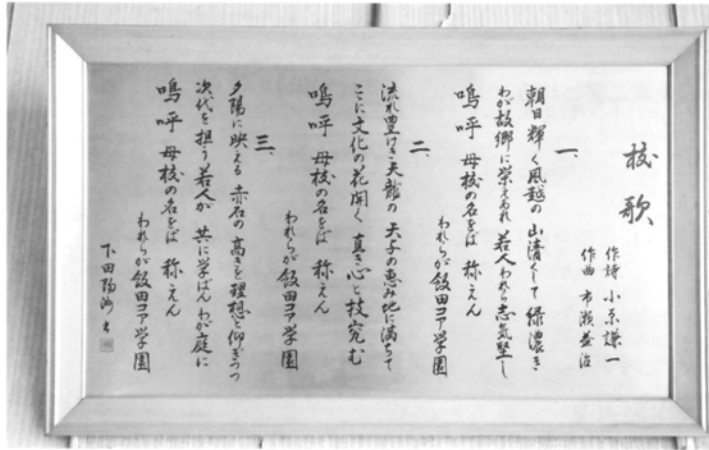 校歌
作詩 小原謙一
作曲 市瀬益治
一、
朝日輝く風越の 山清くして緑濃き
わが故郷に栄えあれ 若人われら志気堅し
嗚呼 母校の名をば 称えん
われらが飯田コア学園
二、
流れ豊けき天龍の 天予の恵み地に満ちて
ここに文化の花開く 真き心と技究む
嗚呼 母校の名をば 称えん
われらが飯田コア学園
三、
夕陽に映える 赤石の 高きを理想と仰ぎつつ
次代を担う若人が 共に学ばん わが庭に
嗚呼 母校の名をば 称えん
われらが飯田コア学園
下田